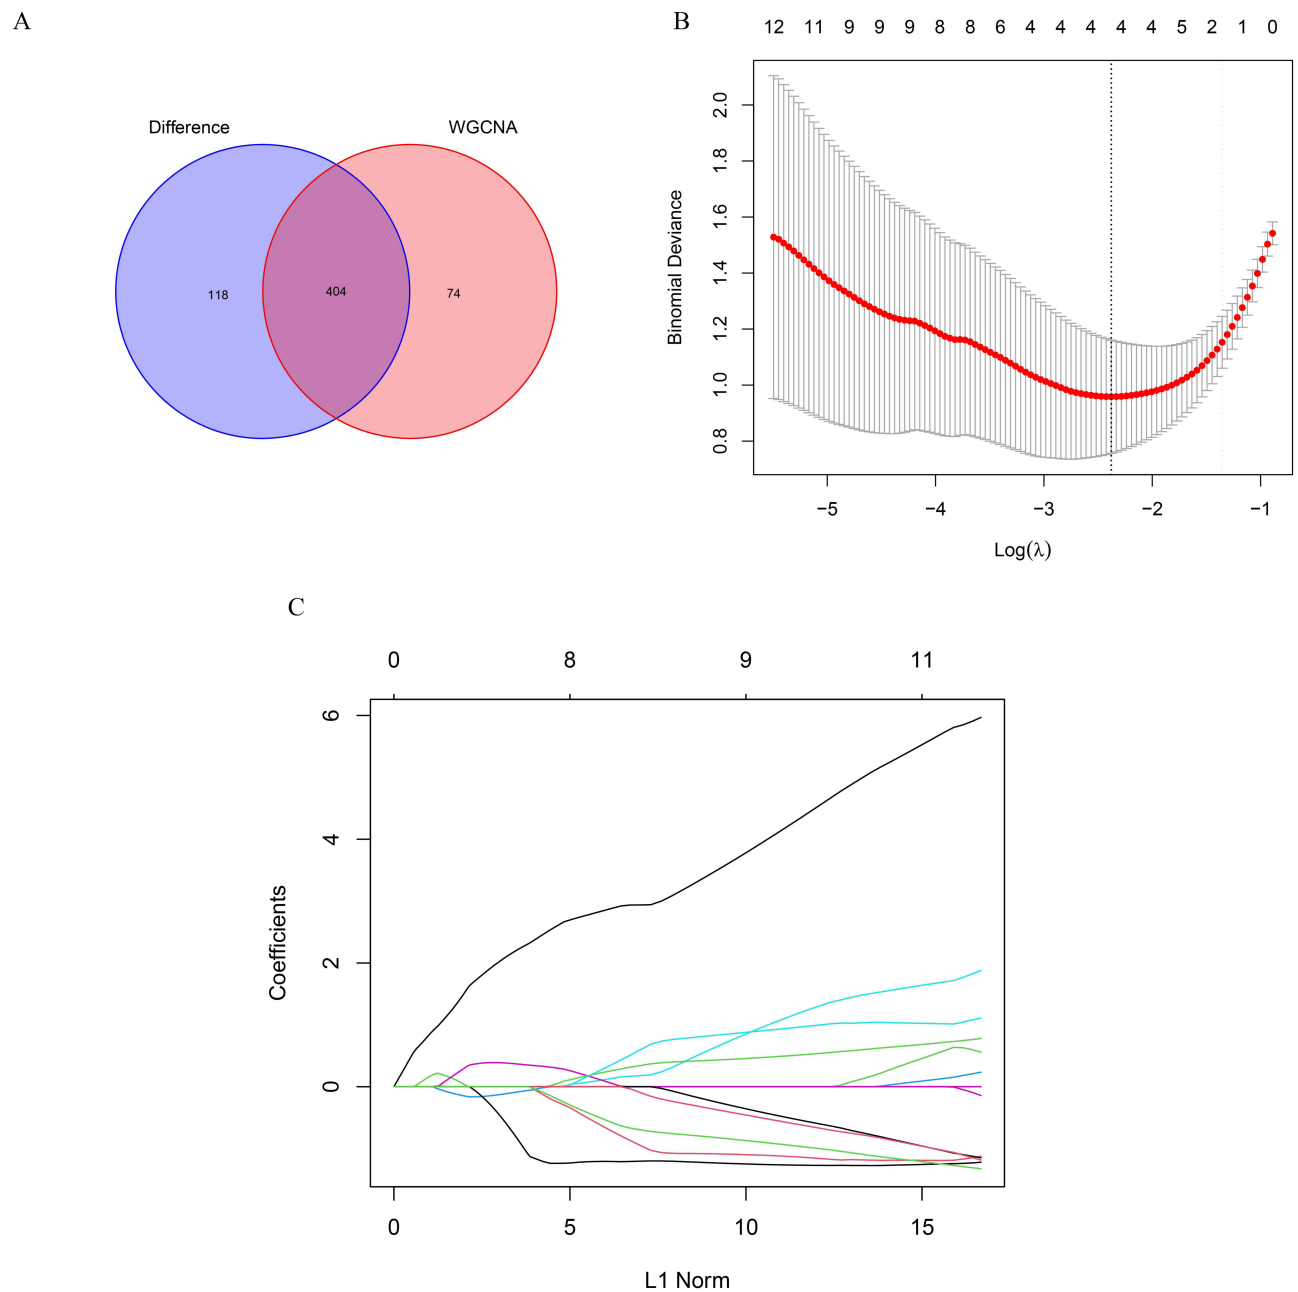 A
Difference
WGCNA
118
404
74
B
12 11 9 9 9 8 8 6 4 4 4 4 4 5 2 1 0
Binomial Deviance
2.0
1.8
1.6
1.4
1.2
1.0
0.8
−5 −4 −3 −2 −1
Log(λ)
C
0 8 9 11
Coefficients
6
4
2
0
0 5 10 15
L1 Norm